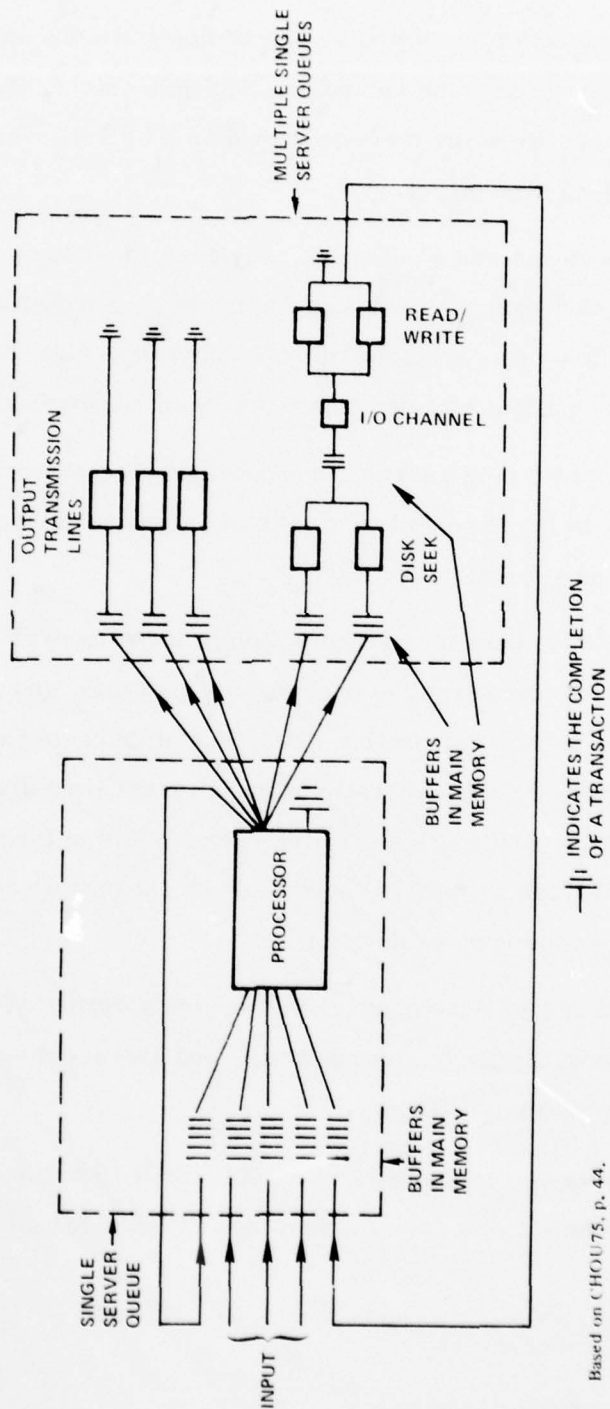 SINGLE
SERVER
QUEUE
INPUT
BUFFERS
IN MAIN
MEMORY
PROCESSOR
BUFFERS
IN MAIN
MEMORY
OUTPUT
TRANSMISSION
LINES
DISK
SEEK
I/O CHANNEL
READ/
WRITE
MULTIPLE SINGLE
SERVER QUEUES
INDICATES THE COMPLETION
OF A TRANSACTION
Based on CHOU75, p. 44.